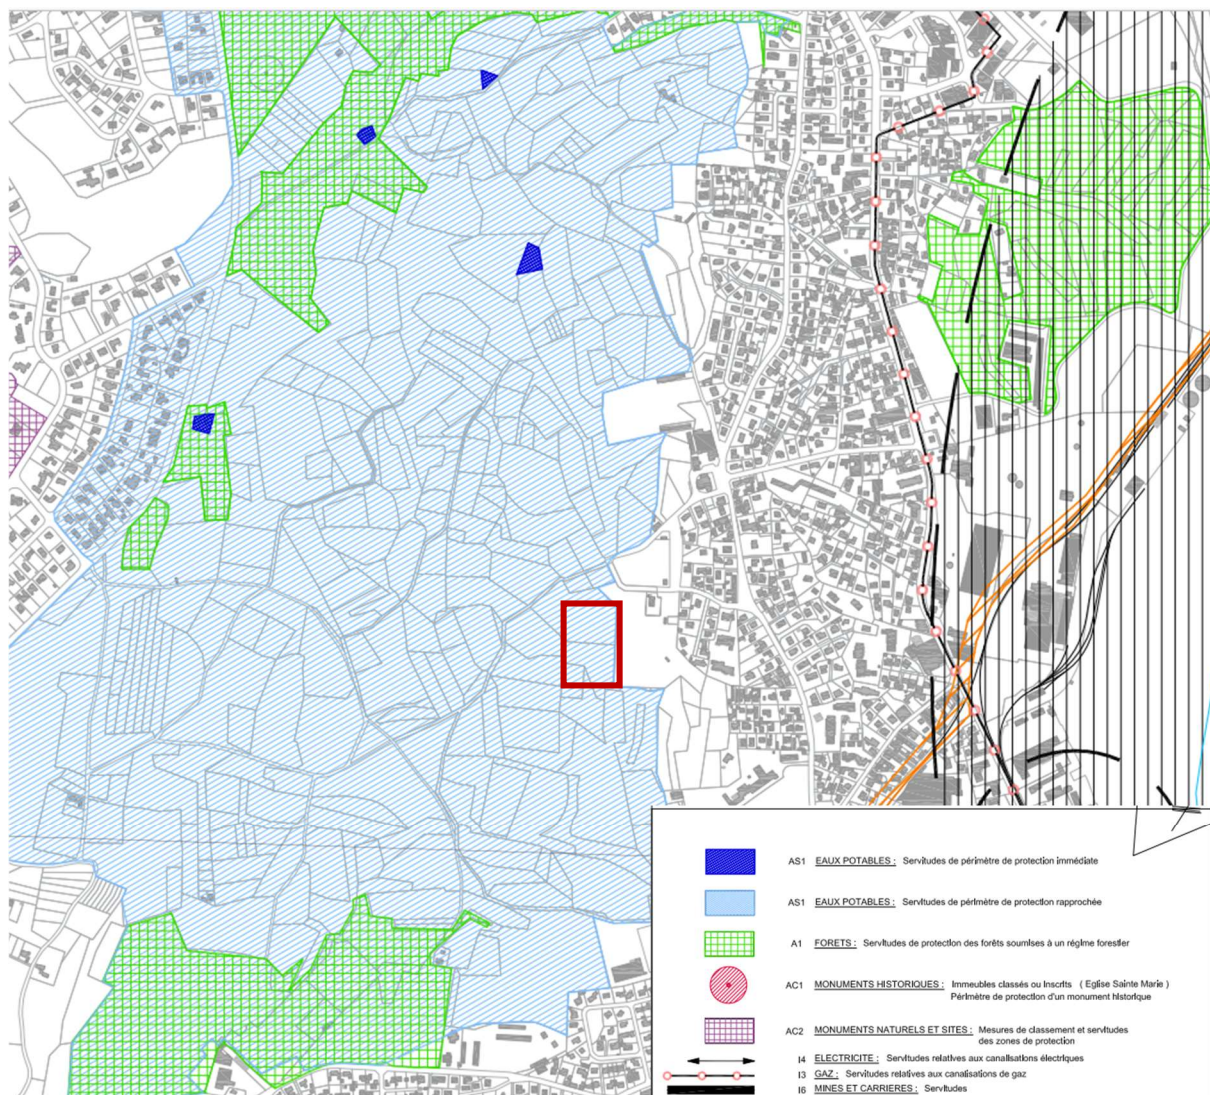 AS1 EAUX POTABLES : Servitudes de périmètre de protection immédiate
AS1 EAUX POTABLES : Servitudes de périmètre de protection rapprochée
A1 FORETS : Servitudes de protection des forêts soumises à un régime forestier
AC1 MONUMENTS HISTORIQUES : Immeubles classés ou Inscrits ( Eglise Sainte Marie )
Périmètre de protection d'un monument historique
AC2 MONUMENTS NATURELS ET SITES : Mesures de classement et servitudes
des zones de protection
I4 ELECTRICITE : Servitudes relatives aux canalisations électriques
I3 GAZ : Servitudes relatives aux canalisations de gaz
I6 MINES ET CARRIERES : Servitudes